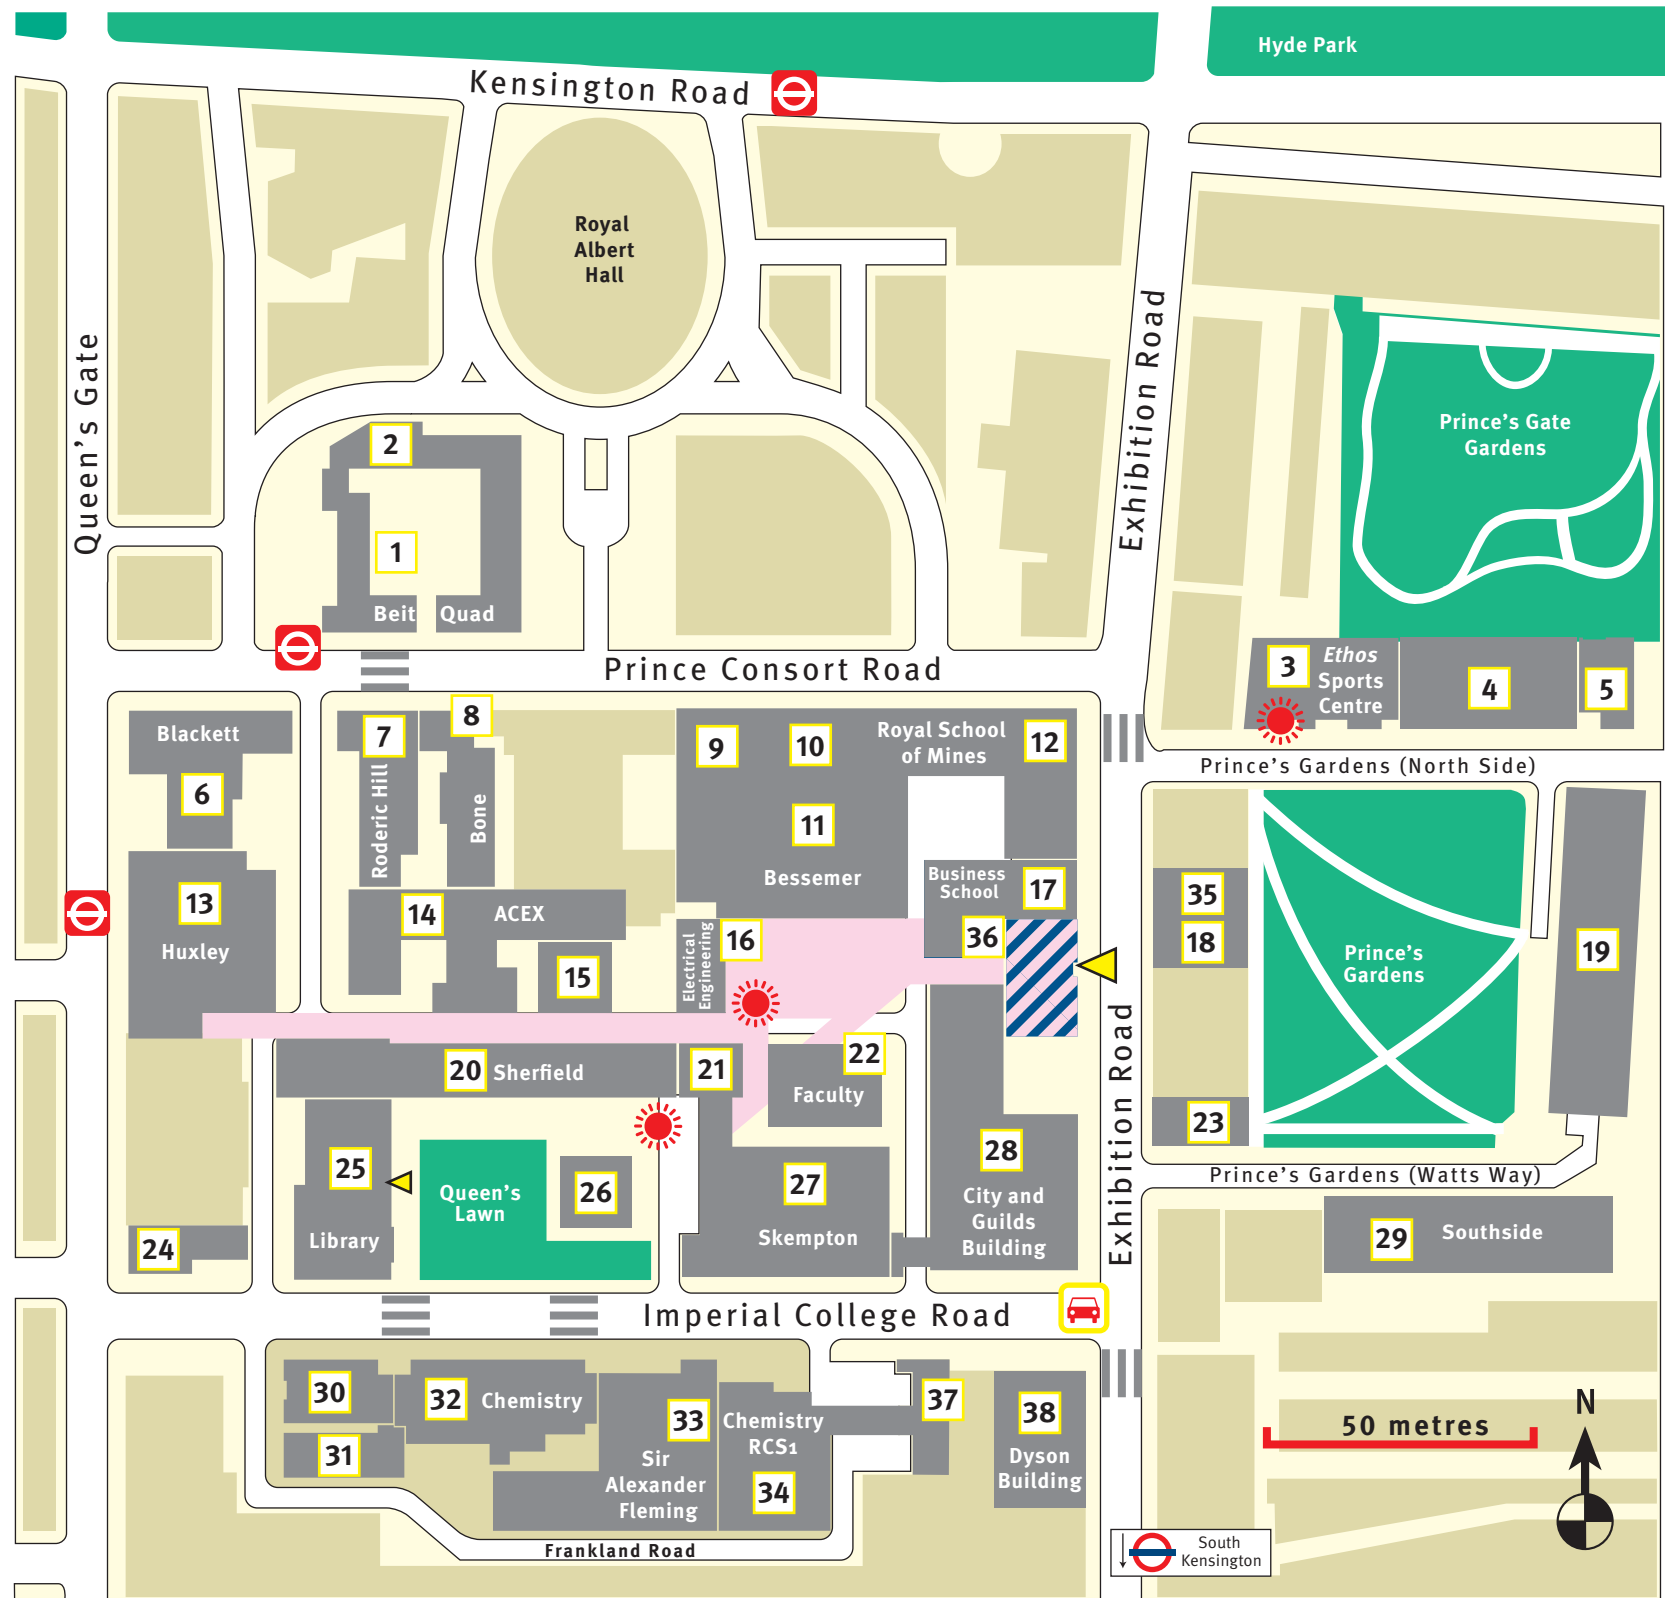 Hyde Park
Kensington Road
Royal
Albert
Hall
Queen's Gate
Exhibition Road
Prince's Gate
Gardens
2
1
Beit Quad
Prince Consort Road
3
Ethos
Sports
Centre
4
5
Blackett
6
7
Roderic Hill
8
Bone
9
10
Royal School
of Mines
12
11
Bessemer
Prince's Gardens (North Side)
13
Huxley
14
ACEX
15
Electrical
Engineering
16
Business
School
17
36
35
18
Prince's
Gardens
19
20
Sherfield
21
22
Faculty
Exhibition Road
23
25
Library
Queen's
Lawn
26
27
Skempton
28
City and
Guilds
Building
24
Prince's Gardens (Watts Way)
29
Southside
Imperial College Road
30
31
32
Chemistry
33
Sir
Alexander
Fleming
Chemistry
RCS1
34
37
38
Dyson
Building
Frankland Road
50 metres
N
South
Kensington